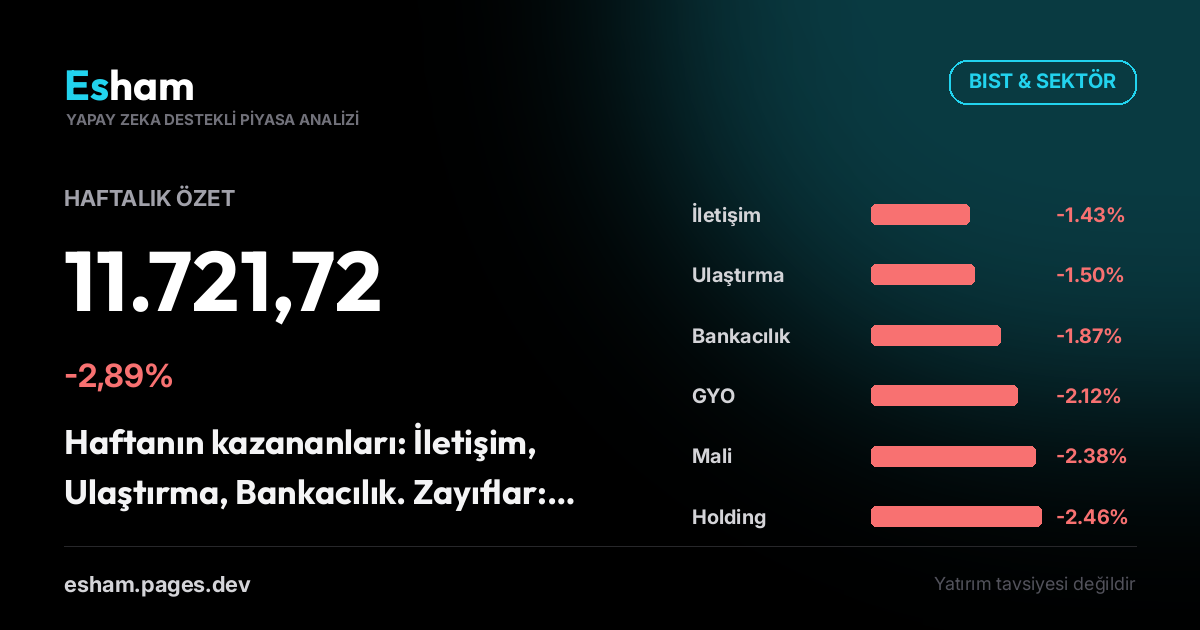 Esham
YAPAY ZEKA DESTEKLİ PİYASA ANALİZİ
BIST & SEKTÖR
HAFTALIK ÖZET
11.721,72
-2,89%
Haftanın kazananları: İletişim,
Ulaştırma, Bankacılık. Zayıflar:...
İletişim -1.43%
Ulaştırma -1.50%
Bankacılık -1.87%
GYO -2.12%
Mali -2.38%
Holding -2.46%
esham.pages.dev
Yatırım tavsiyesi değildir